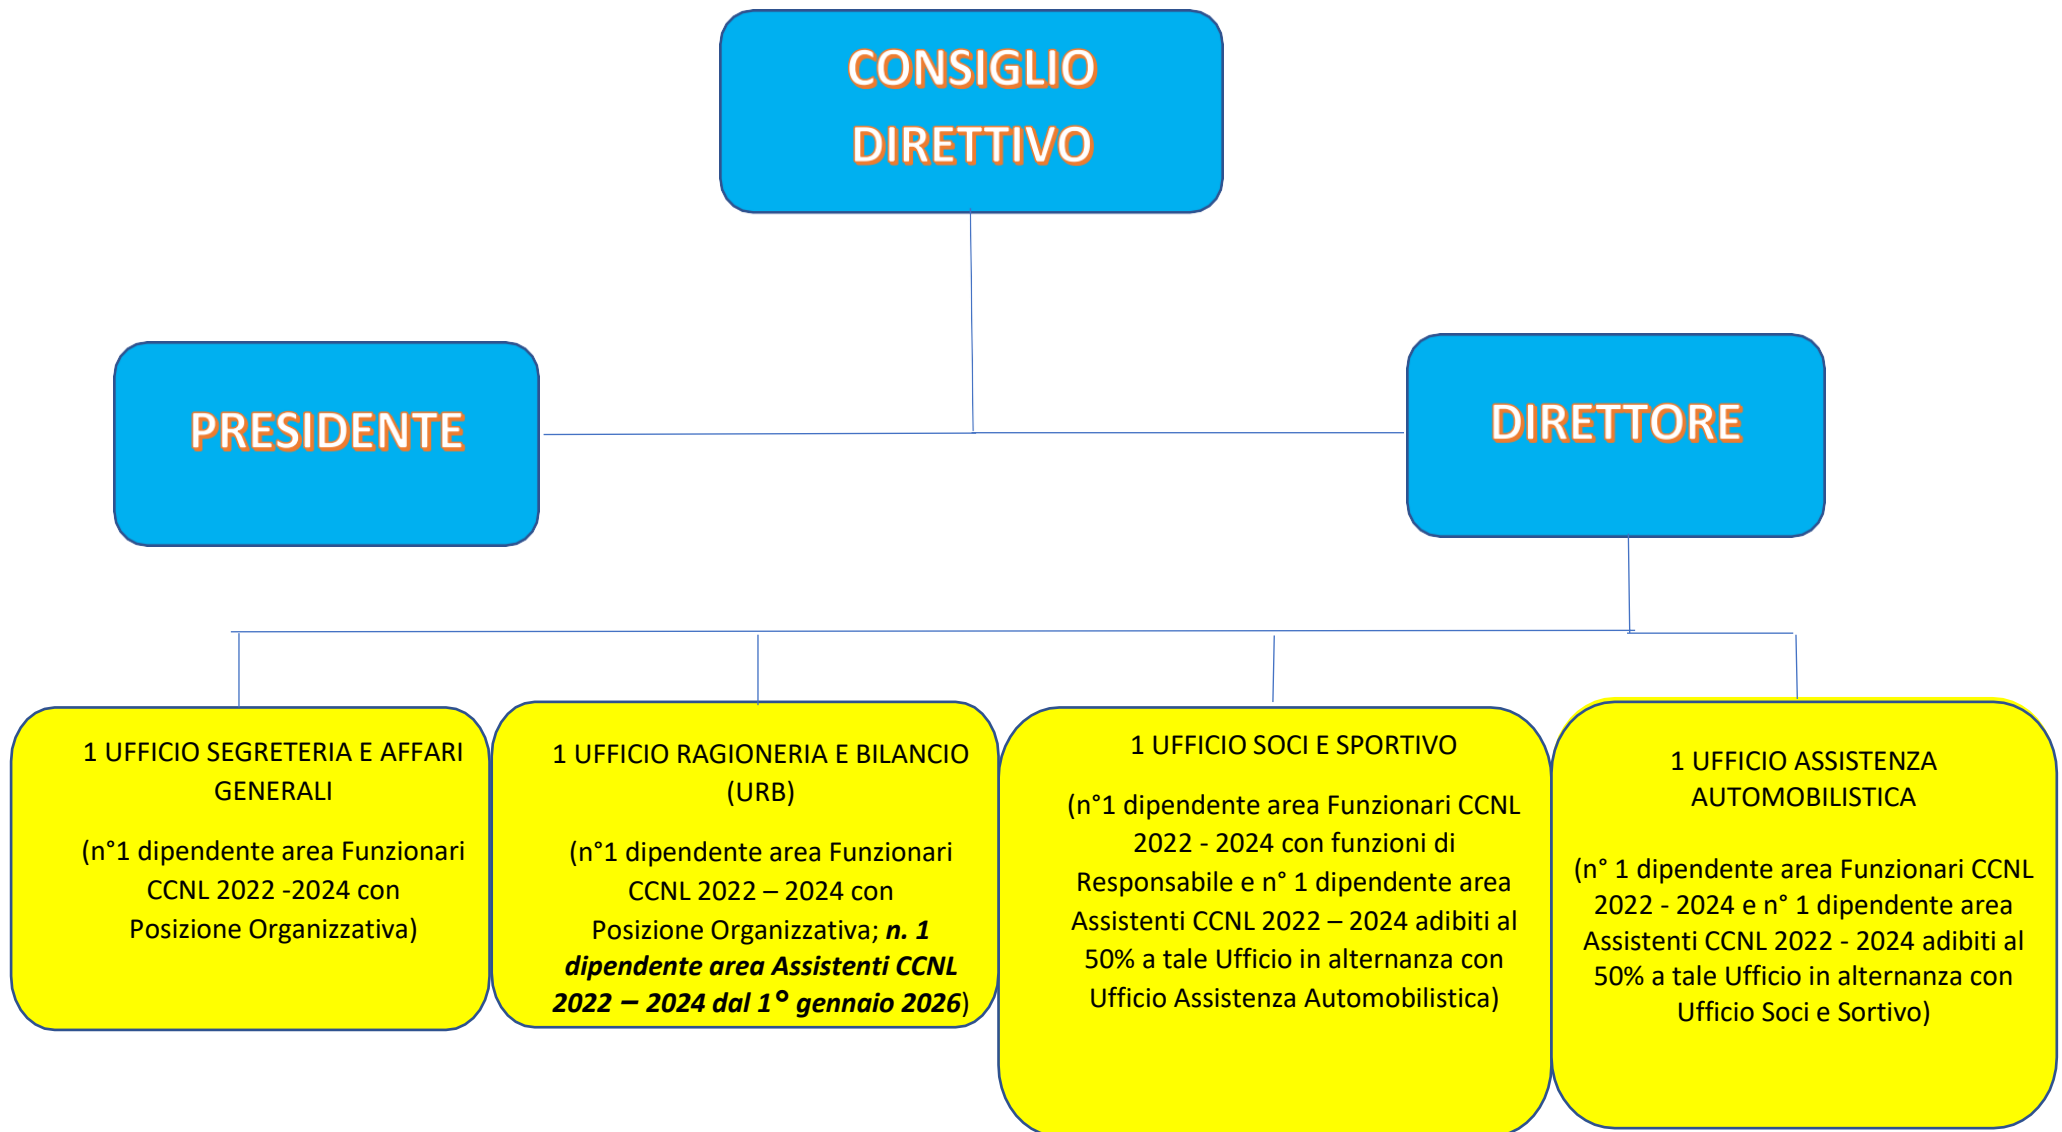 CONSIGLIO
DIRETTIVO
PRESIDENTE
DIRETTORE
1 UFFICIO SEGRETERIA E AFFARI
GENERALI
(n°1 dipendente area Funzionari
CCNL 2022 -2024 con
Posizione Organizzativa)
1 UFFICIO RAGIONERIA E BILANCIO
(URB)
(n°1 dipendente area Funzionari
CCNL 2022 – 2024 con
Posizione Organizzativa; n. 1
dipendente area Assistenti CCNL
2022 – 2024 dal 1° gennaio 2026)
1 UFFICIO SOCI E SPORTIVO
(n°1 dipendente area Funzionari CCNL
2022 - 2024 con funzioni di
Responsabile e n° 1 dipendente area
Assistenti CCNL 2022 – 2024 adibiti al
50% a tale Ufficio in alternanza con
Ufficio Assistenza Automobilistica)
1 UFFICIO ASSISTENZA
AUTOMOBILISTICA
(n° 1 dipendente area Funzionari CCNL
2022 - 2024 e n° 1 dipendente area
Assistenti CCNL 2022 - 2024 adibiti al
50% a tale Ufficio in alternanza con
Ufficio Soci e Sortivo)